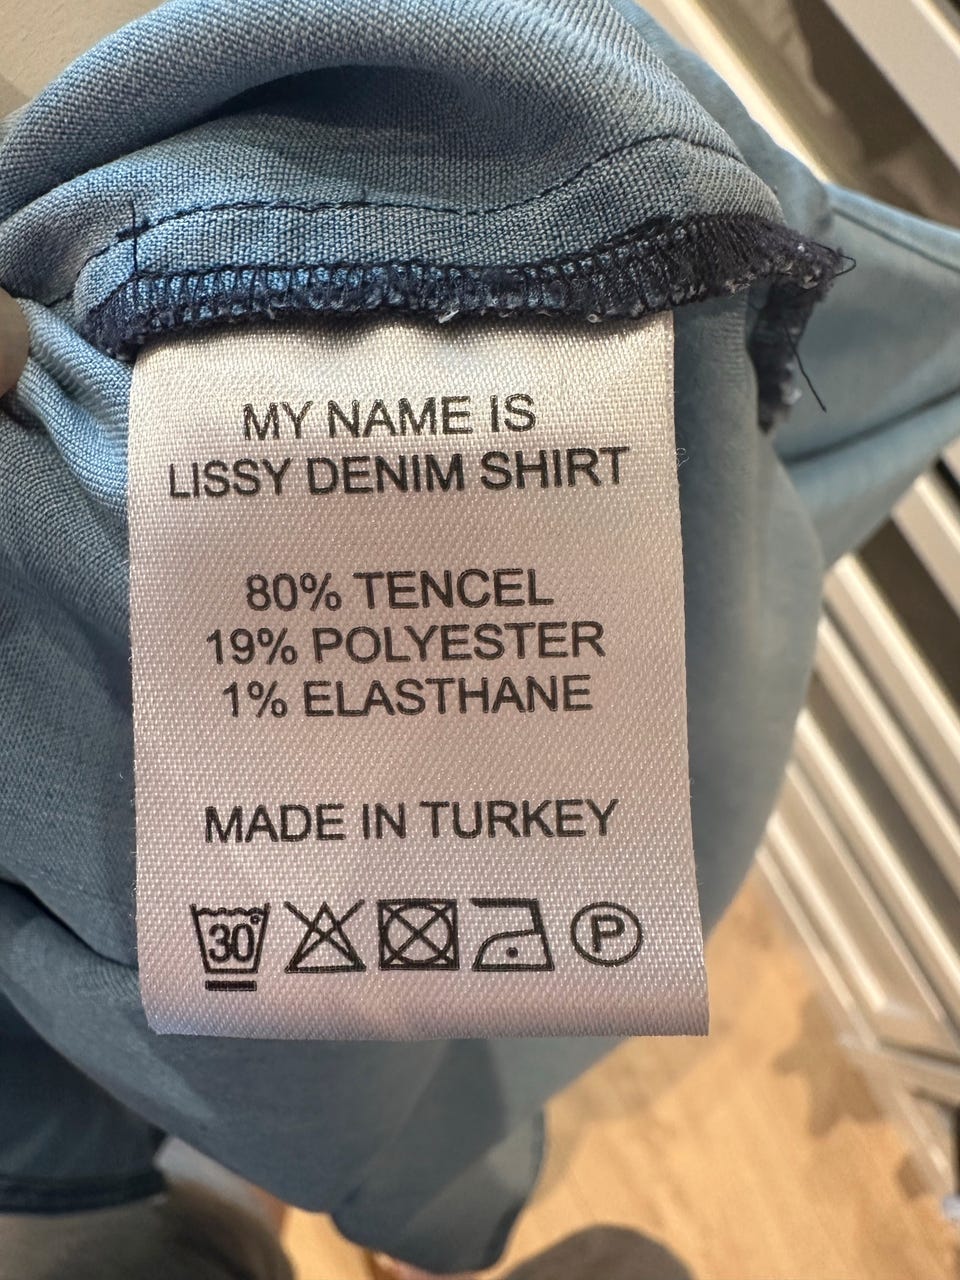 MY NAME IS
LISSY DENIM SHIRT
80% TENCEL
19% POLYESTER
1% ELASTHANE
MADE IN TURKEY
30° P